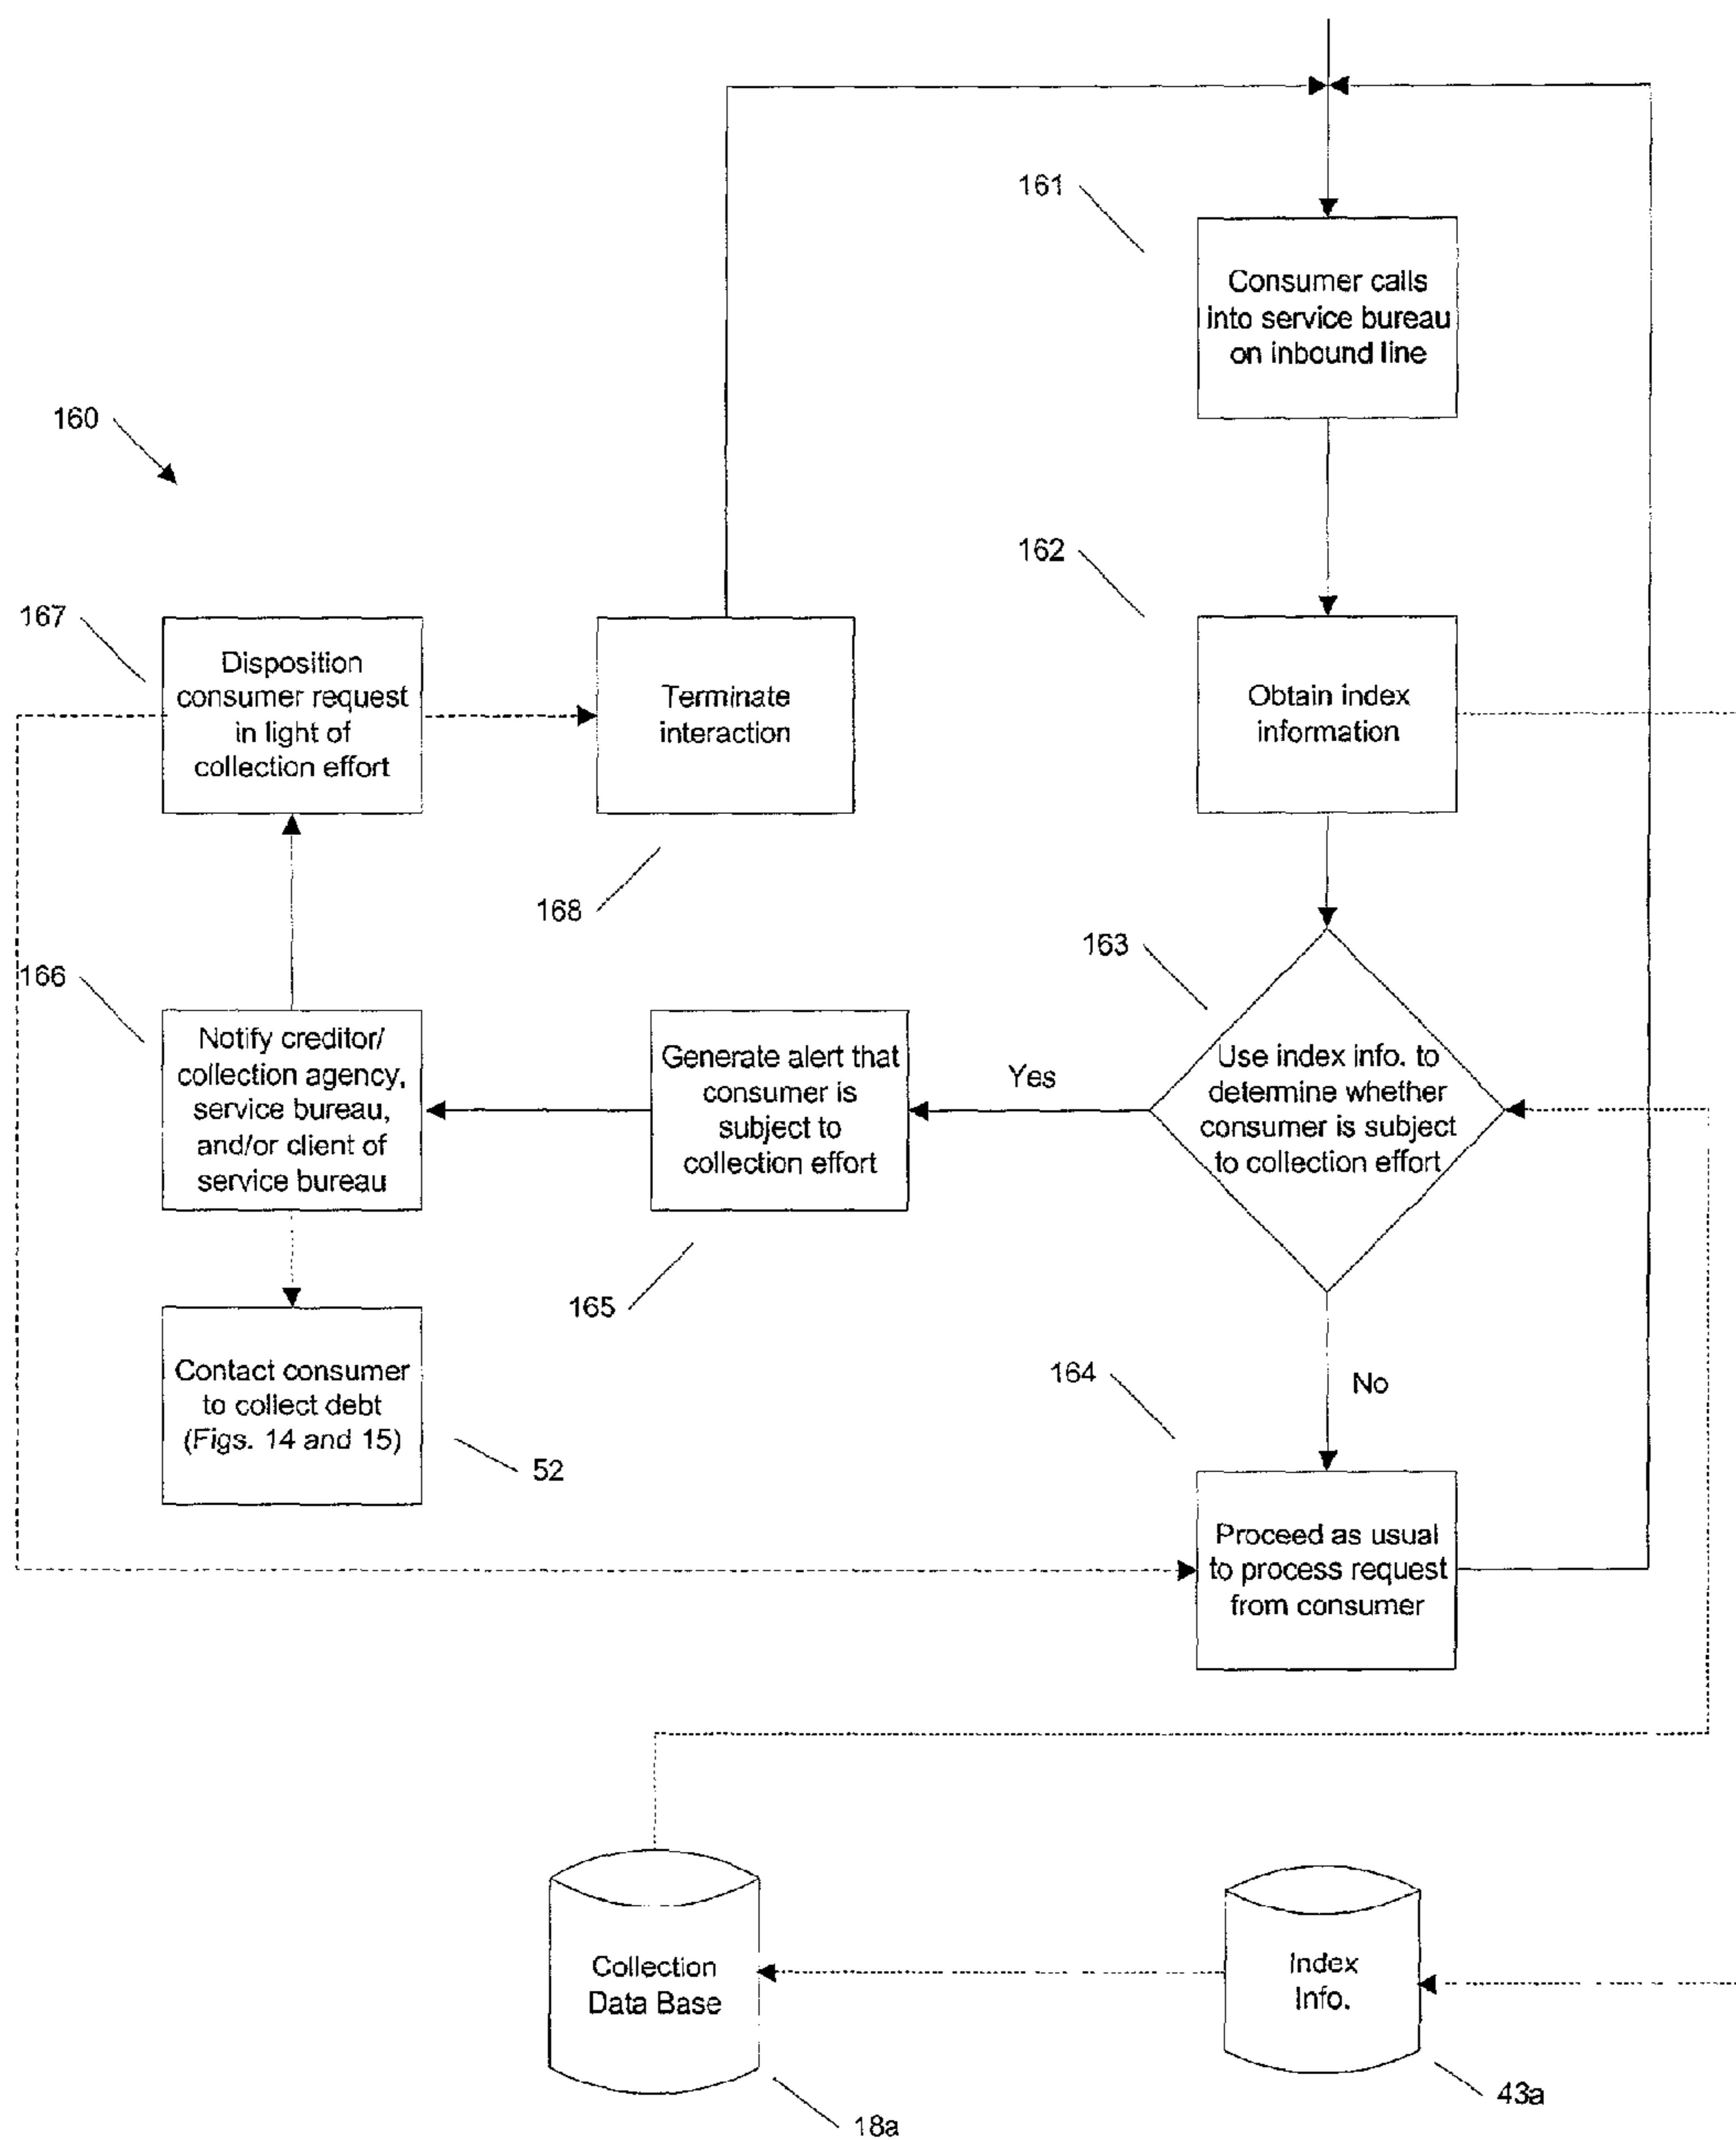 161
Consumer calls
into service bureau
on inbound line
160
162
Obtain index
information
167
Disposition
consumer request
in light of
collection effort
Terminate
interaction
168
163
Use index info. to
determine whether
consumer is subject
to collection effort
Yes
Generate alert that
consumer is
subject to
collection effort
165
166
Notify creditor/
collection agency,
service bureau,
and/or client of
service bureau
Contact consumer
to collect debt
(Figs. 14 and 15)
52
No
164
Proceed as usual
to process request
from consumer
Collection
Data Base
18a
Index
Info.
43a